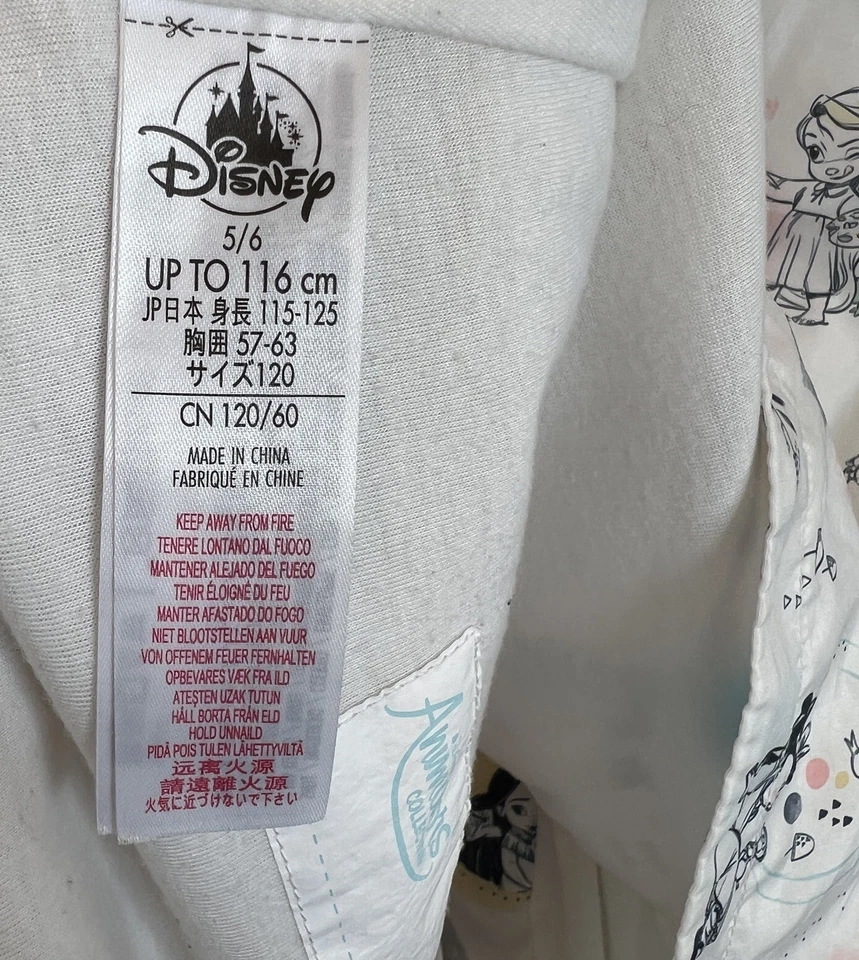 Disney
5/6
UP TO 116 cm
JP日本 身長 115-125
胸囲 57-63
サイズ120
CN 120/60
MADE IN CHINA
FABRIQUÉ EN CHINE
KEEP AWAY FROM FIRE
TENERE LONTANO DAL FUOCO
MANTENER ALEJADO DEL FUEGO
TENIR ÉLOIGNÉ DU FEU
MANTER AFASTADO DO FOGO
NIET BLOOTSTELLEN AAN VUUR
VON OFFENEM FEUER FERNHALTEN
OPBEVARES VÆK FRA ILD
ATEŞTEN UZAK TUTUN
HÅLL BORTA FRÅN ELD
HOLD UNNAILD
PIDÄ POIS TULEN LÄHETTYVILTÄ
远离火源
請遠離火源
火気に近づけないで下さい
ANIMATORS'
COLLECTION